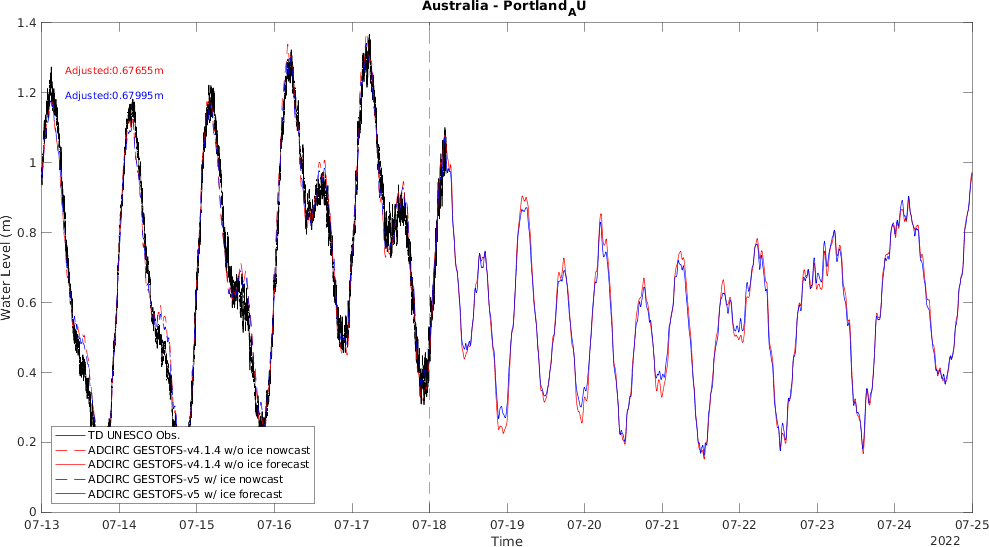 Australia - Portland_AU
Adjusted:0.67655m
Adjusted:0.67995m
Water Level (m)
1.4
1.2
1
0.8
0.6
0.4
0.2
0
TD UNESCO Obs.
ADCIRC GESTOFS-v4.1.4 w/o ice nowcast
ADCIRC GESTOFS-v4.1.4 w/o ice forecast
ADCIRC GESTOFS-v5 w/ ice nowcast
ADCIRC GESTOFS-v5 w/ ice forecast
07-13 07-14 07-15 07-16 07-17 07-18 07-19 07-20 07-21 07-22 07-23 07-24 07-25
Time
2022